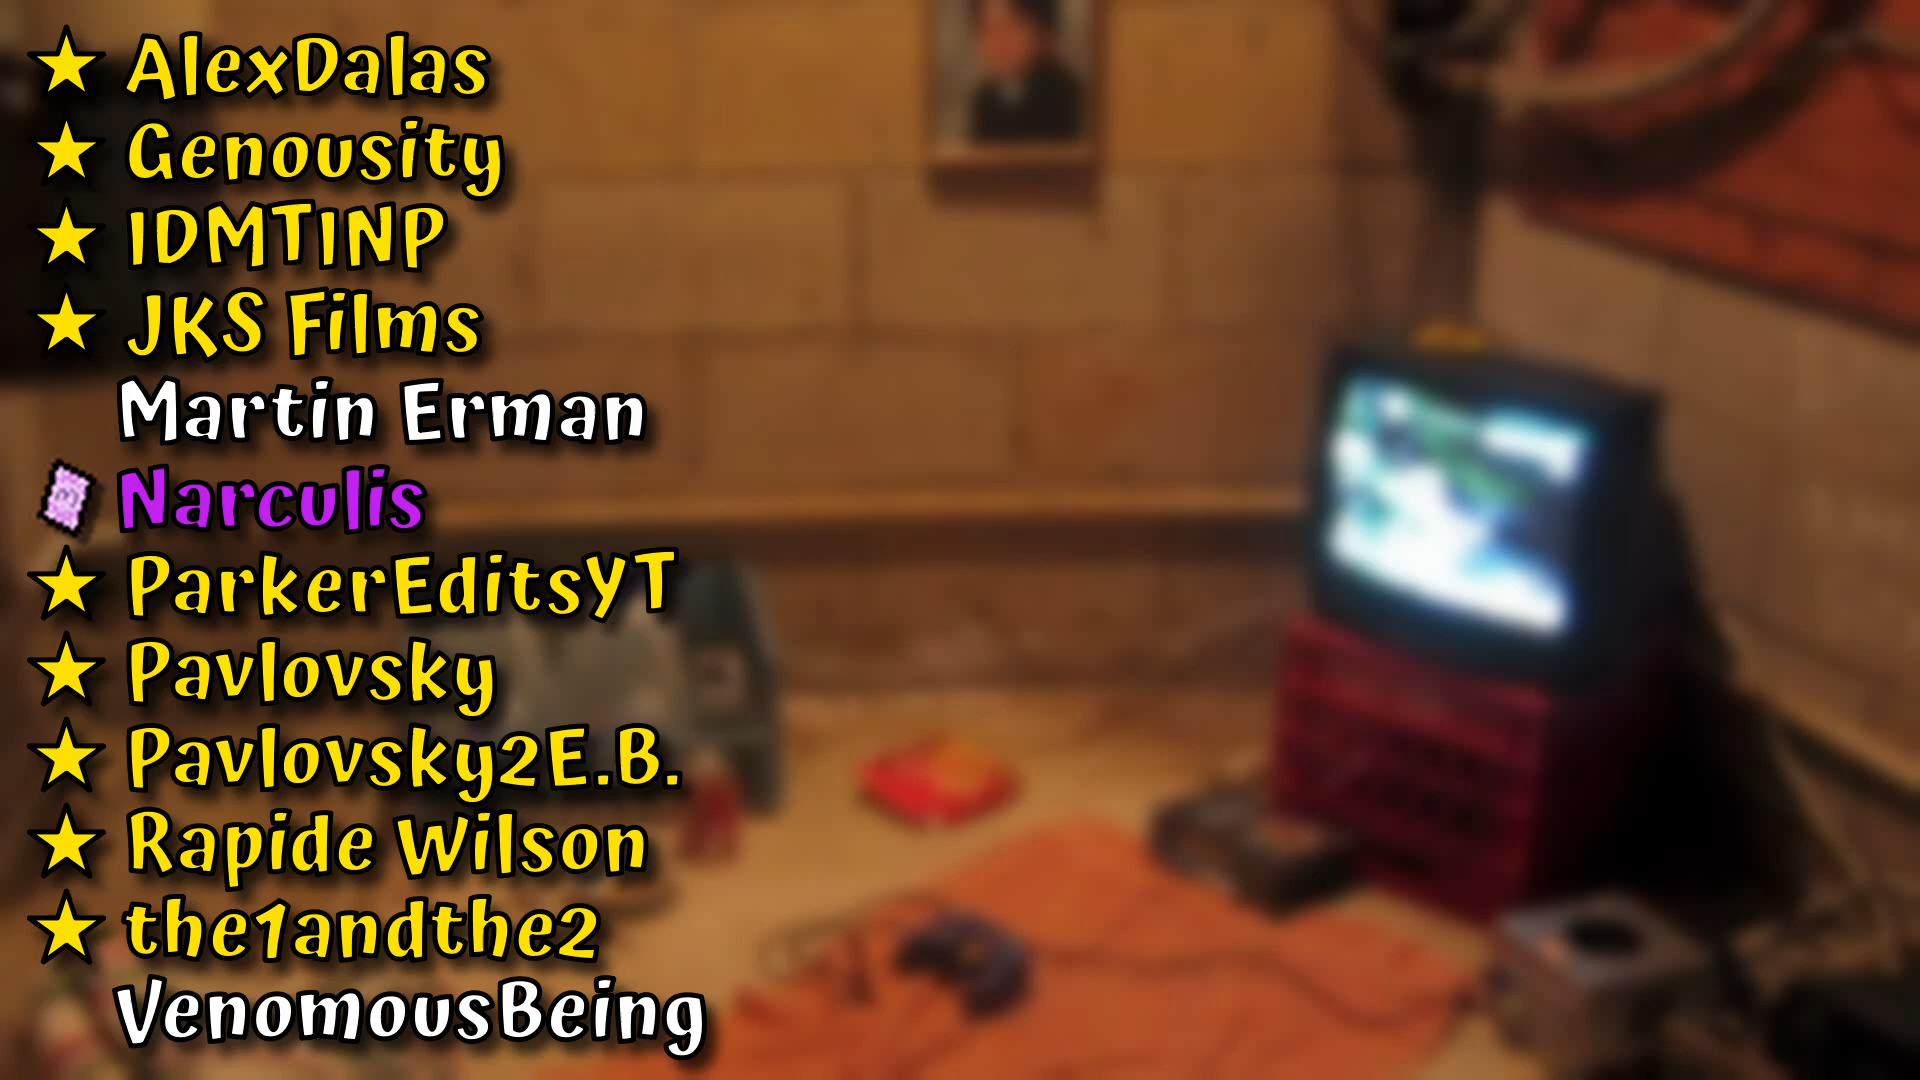 ★ AlexDalas
★ Genousity
★ IDMTINP
★ JKS Films
Martin Erman
Narculis
★ ParkerEditsYT
★ Pavlovsky
★ Pavlovsky2E.B.
★ Rapide Wilson
★ the1andthe2
VenomousBeing